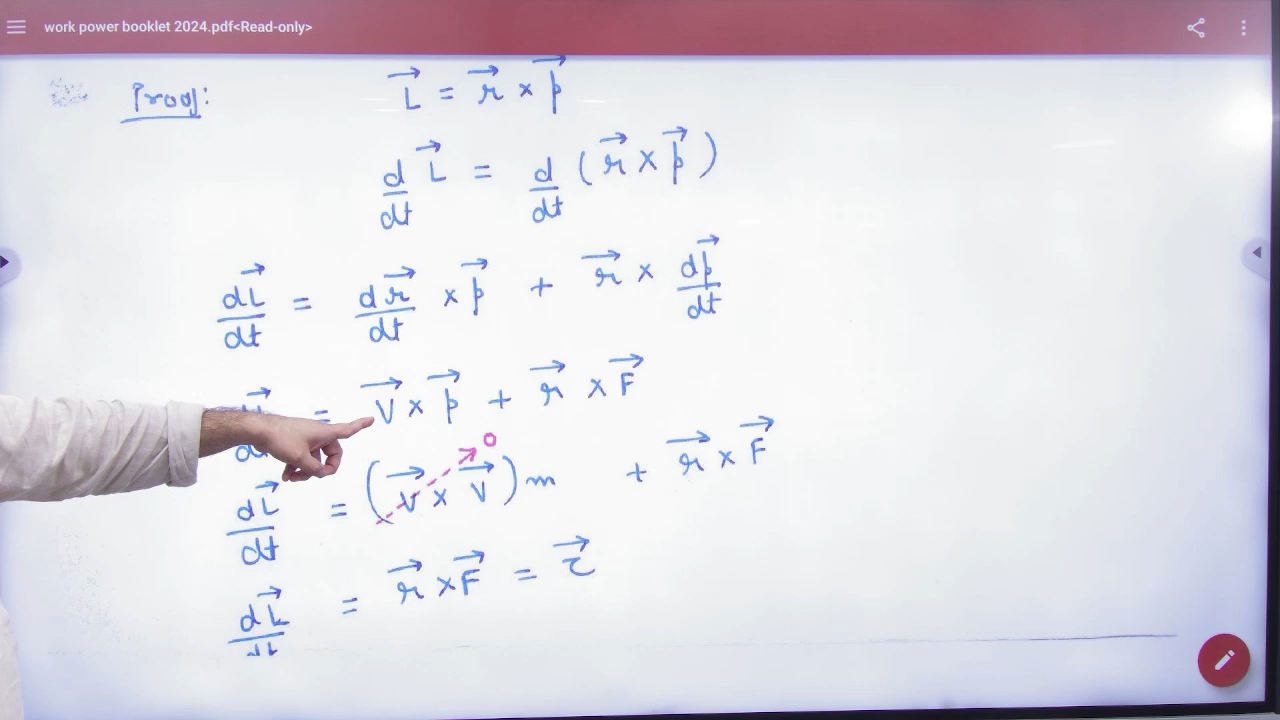 work power booklet 2024.pdf<Read-only>
Proof:
L⃗ = r⃗ × p⃗
d/dt L⃗ = d/dt (r⃗ × p⃗)
dL⃗/dt = dr⃗/dt × p⃗ + r⃗ × dp⃗/dt
= V⃗ × p⃗ + r⃗ × F⃗
dL⃗/dt = (V⃗ × V⃗)m + r⃗ × F⃗
0
dL⃗/dt = r⃗ × F⃗ = τ⃗